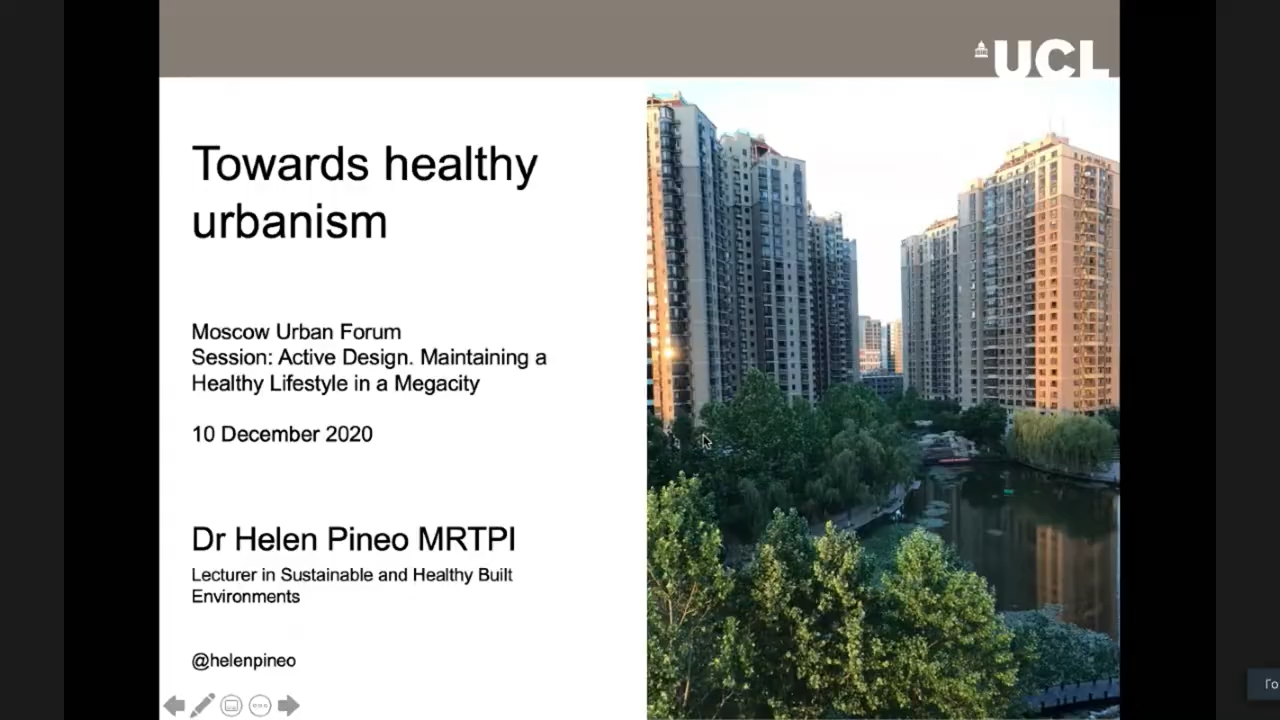 UCL
Towards healthy
urbanism
Moscow Urban Forum
Session: Active Design. Maintaining a
Healthy Lifestyle in a Megacity
10 December 2020
Dr Helen Pineo MRTPI
Lecturer in Sustainable and Healthy Built
Environments
@helenpineo
Го